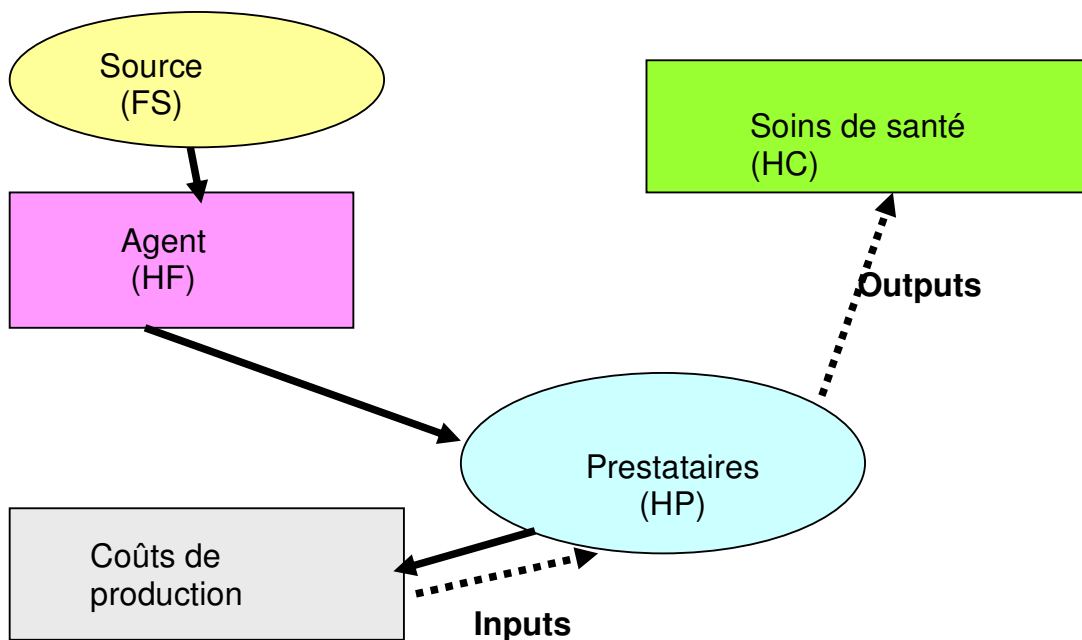 Source
(FS)
Soins de santé
(HC)
Agent
(HF)
Outputs
Prestataires
(HP)
Coûts de
production
Inputs